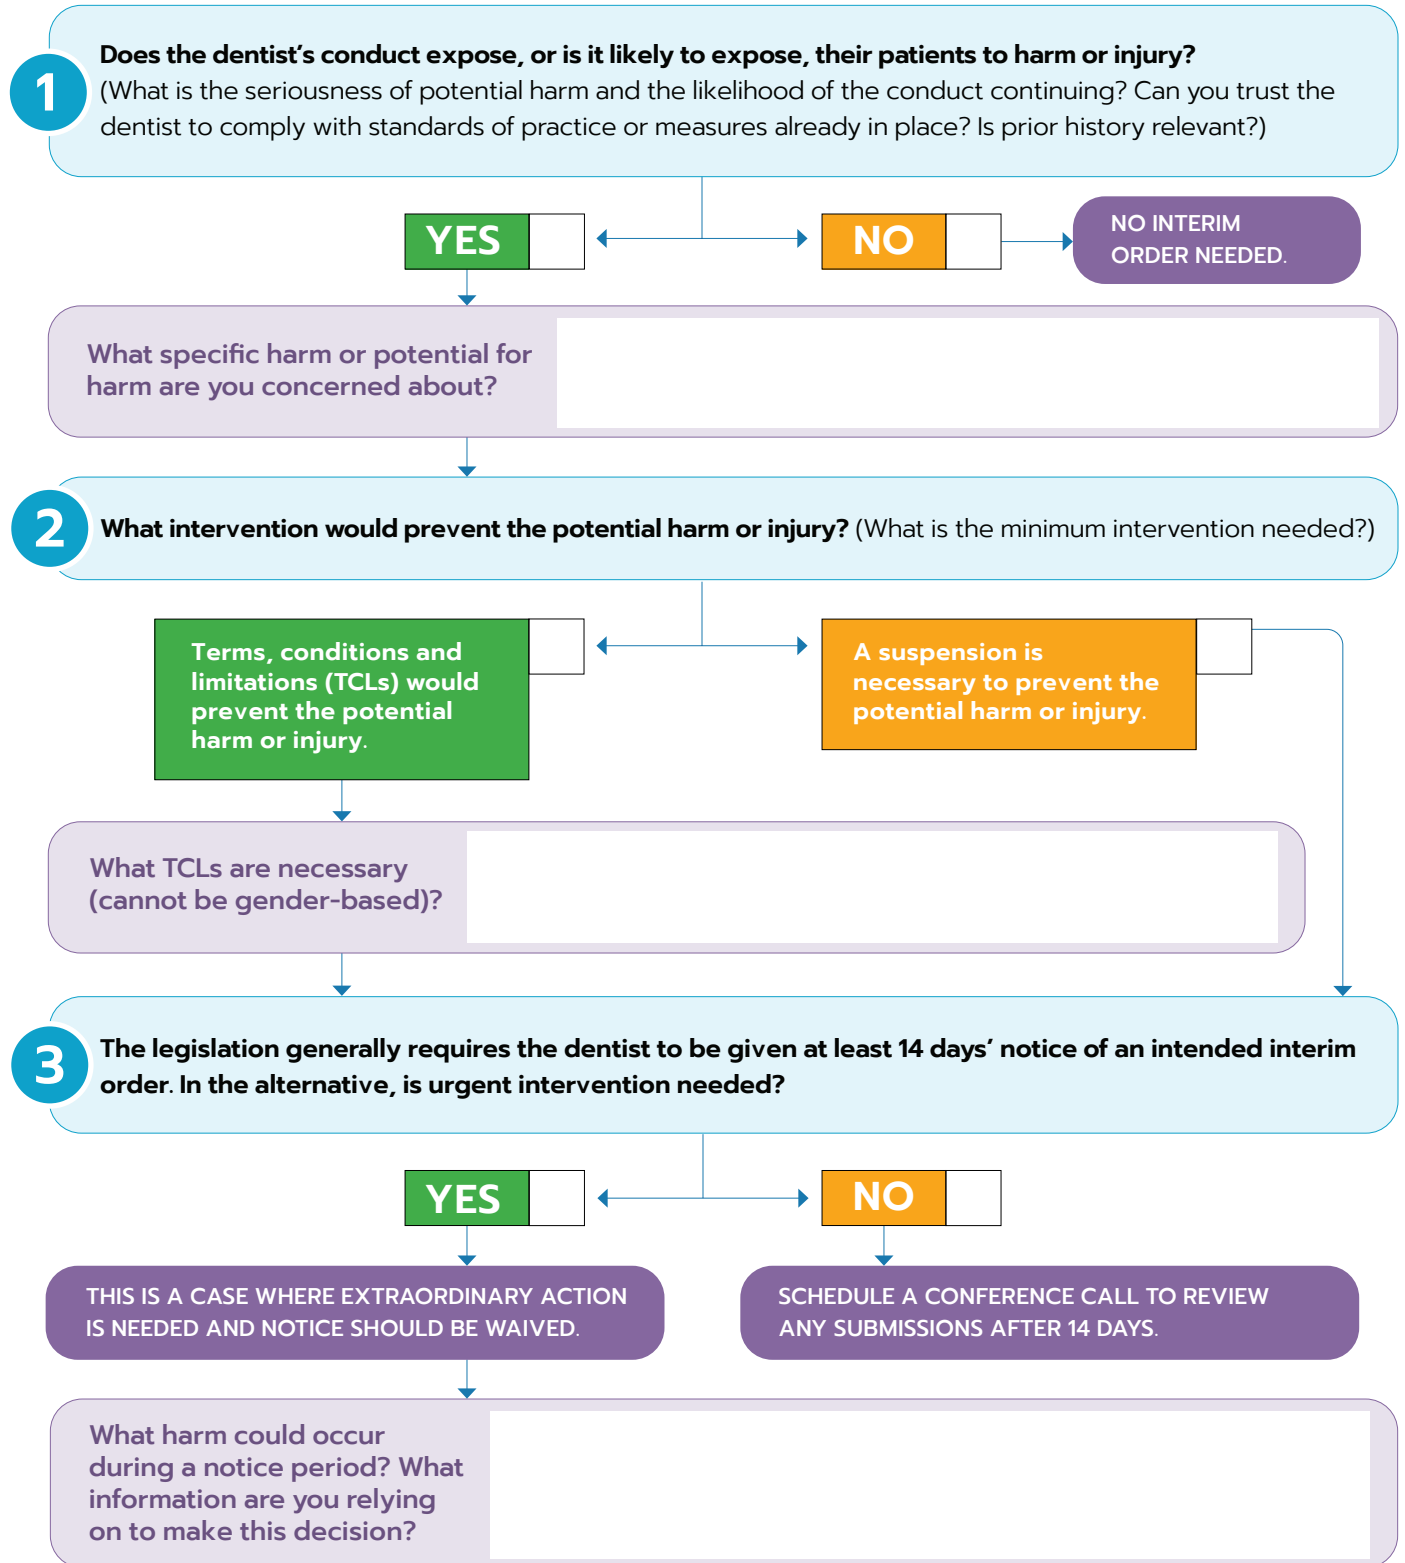 1
Does the dentist’s conduct expose, or is it likely to expose, their patients to harm or injury?
(What is the seriousness of potential harm and the likelihood of the conduct continuing? Can you trust the
dentist to comply with standards of practice or measures already in place? Is prior history relevant?)
YES
NO
NO INTERIM
ORDER NEEDED.
What specific harm or potential for
harm are you concerned about?
2
What intervention would prevent the potential harm or injury? (What is the minimum intervention needed?)
Terms, conditions and
limitations (TCLs) would
prevent the potential
harm or injury.
A suspension is
necessary to prevent the
potential harm or injury.
What TCLs are necessary
(cannot be gender-based)?
3
The legislation generally requires the dentist to be given at least 14 days’ notice of an intended interim
order. In the alternative, is urgent intervention needed?
YES
NO
THIS IS A CASE WHERE EXTRAORDINARY ACTION
IS NEEDED AND NOTICE SHOULD BE WAIVED.
SCHEDULE A CONFERENCE CALL TO REVIEW
ANY SUBMISSIONS AFTER 14 DAYS.
What harm could occur
during a notice period? What
information are you relying
on to make this decision?